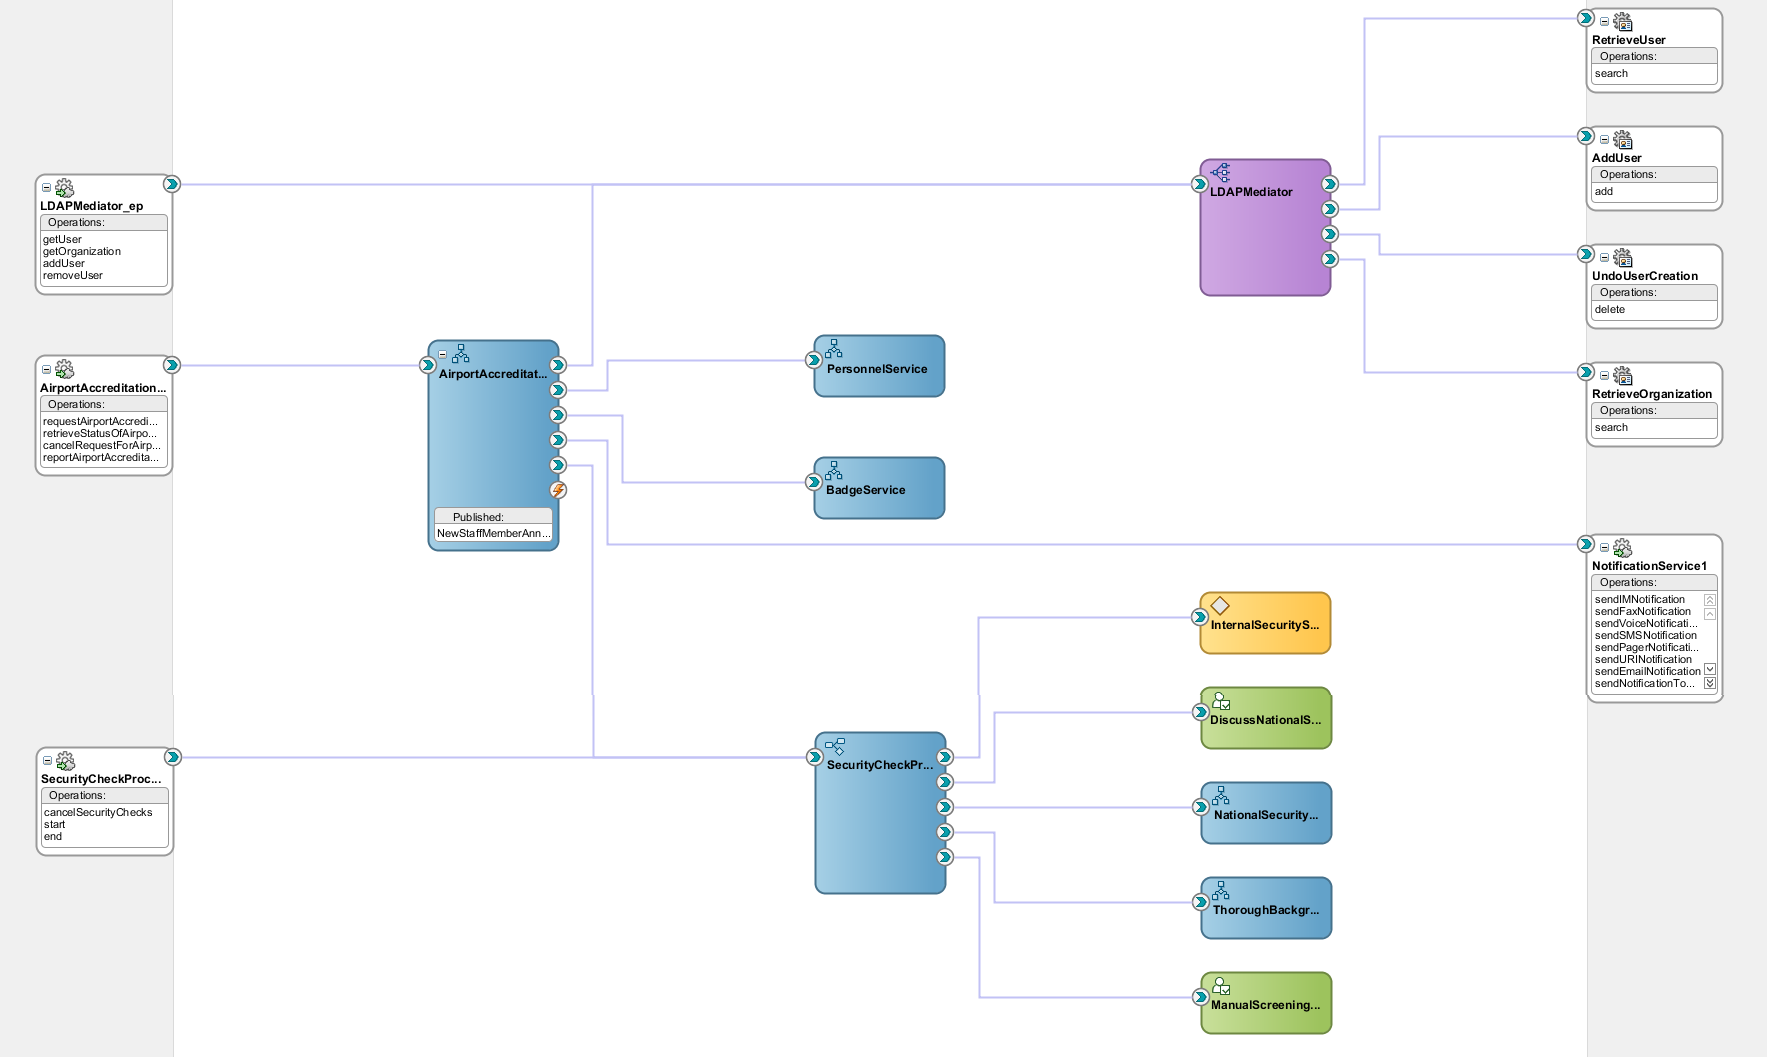 LDAPMediator_ep
Operations:
getUser
getOrganization
addUser
removeUser
AirportAccreditation...
Operations:
requestAirportAccredi...
retrieveStatusOfAirpo...
cancelRequestForAirp...
reportAirportAccredita...
SecurityCheckProc...
Operations:
cancelSecurityChecks
start
end
AirportAccreditat...
Published:
NewStaffMemberAnn...
PersonnelService
BadgeService
SecurityCheckPr...
LDAPMediator
InternalSecurityS...
DiscussNationalS...
NationalSecurity...
ThoroughBackgr...
ManualScreening...
RetrieveUser
Operations:
search
AddUser
Operations:
add
UndoUserCreation
Operations:
delete
RetrieveOrganization
Operations:
search
NotificationService1
Operations:
sendIMNotification
sendFaxNotification
sendVoiceNotificati...
sendSMSNotification
sendPagerNotificati...
sendURINotification
sendEmailNotification
sendNotificationTo...